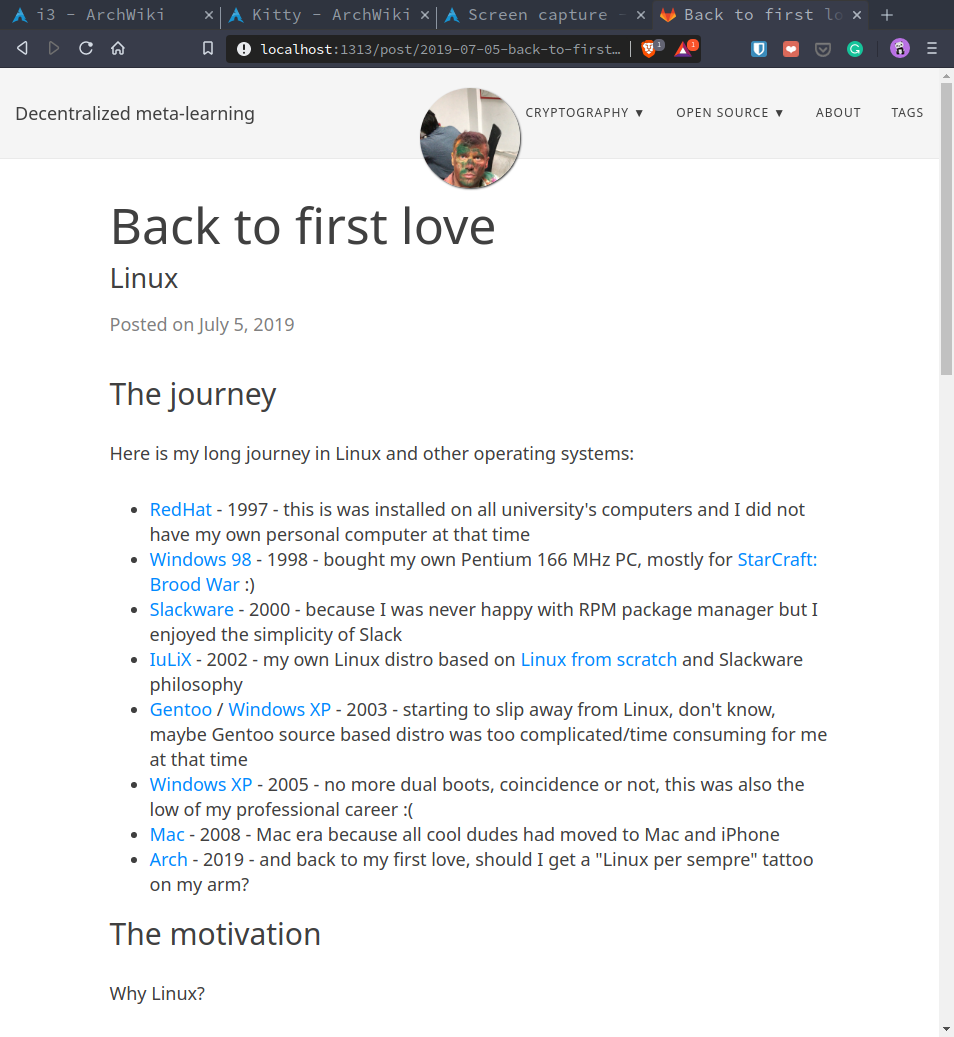 i3 - ArchWiki
Kitty - ArchWiki
Screen capture -
Back to first lo
localhost:1313/post/2019-07-05-back-to-first…
1
1
Decentralized meta-learning
CRYPTOGRAPHY ▼
OPEN SOURCE ▼
ABOUT
TAGS
Back to first love
Linux
Posted on July 5, 2019
The journey
Here is my long journey in Linux and other operating systems:
• RedHat - 1997 - this is was installed on all university's computers and I did not
have my own personal computer at that time
• Windows 98 - 1998 - bought my own Pentium 166 MHz PC, mostly for StarCraft:
Brood War :)
• Slackware - 2000 - because I was never happy with RPM package manager but I
enjoyed the simplicity of Slack
• IuLiX - 2002 - my own Linux distro based on Linux from scratch and Slackware
philosophy
• Gentoo / Windows XP - 2003 - starting to slip away from Linux, don't know,
maybe Gentoo source based distro was too complicated/time consuming for me
at that time
• Windows XP - 2005 - no more dual boots, coincidence or not, this was also the
low of my professional career :(
• Mac - 2008 - Mac era because all cool dudes had moved to Mac and iPhone
• Arch - 2019 - and back to my first love, should I get a "Linux per sempre" tattoo
on my arm?
The motivation
Why Linux?